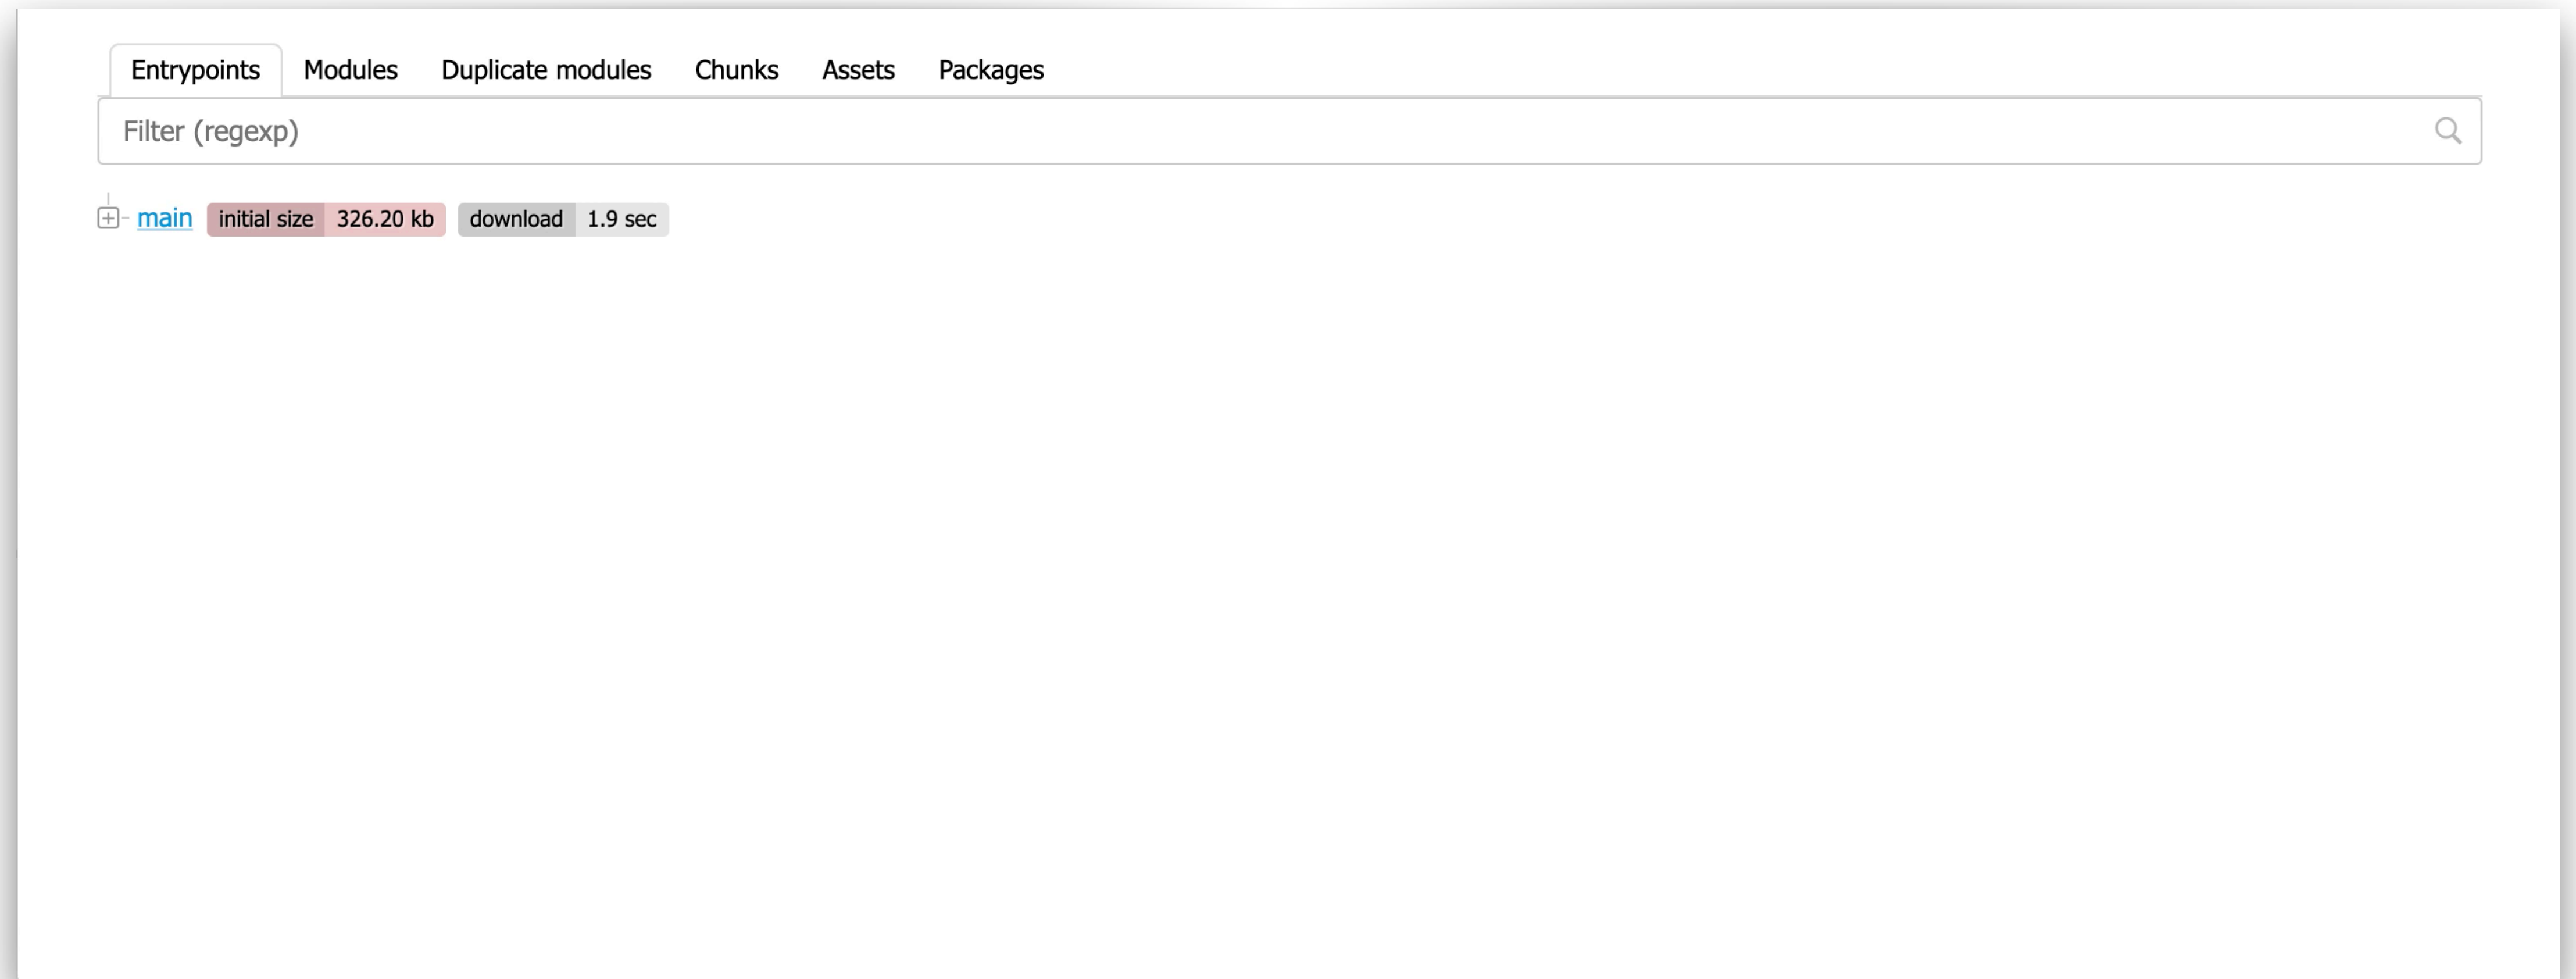 Entrypoints Modules Duplicate modules Chunks Assets Packages
Filter (regexp)
main initial size 326.20 kb download 1.9 sec